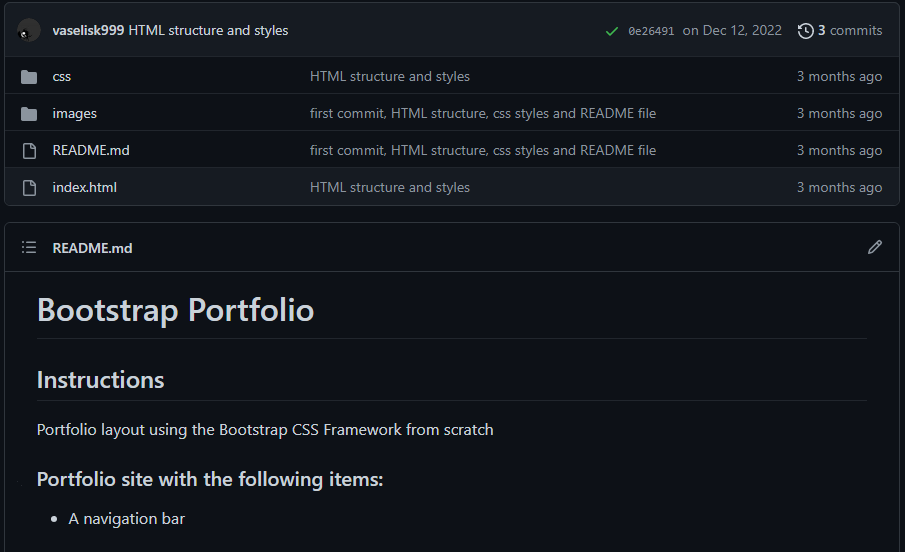 vaselisk999 HTML structure and styles 0e26491 on Dec 12, 2022 3 commits
css HTML structure and styles 3 months ago
images first commit, HTML structure, css styles and README file 3 months ago
README.md first commit, HTML structure, css styles and README file 3 months ago
index.html HTML structure and styles 3 months ago
README.md
Bootstrap Portfolio
Instructions
Portfolio layout using the Bootstrap CSS Framework from scratch
Portfolio site with the following items:
• A navigation bar